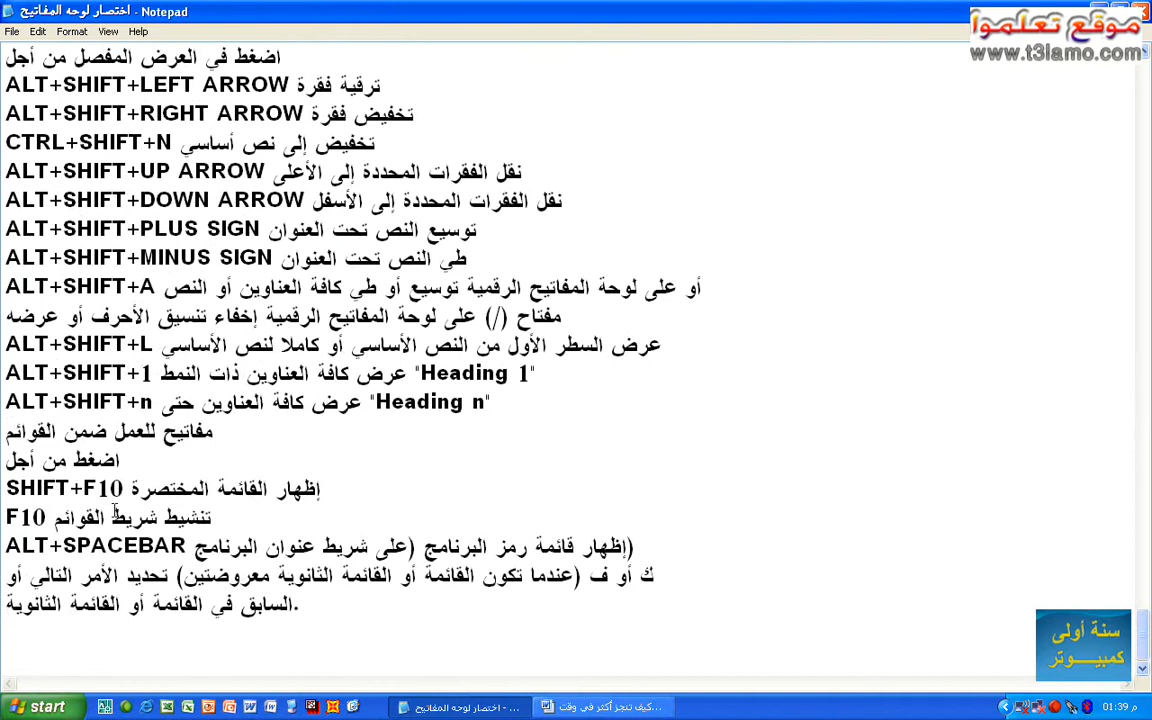 اختصار لوحه المفاتيح - Notepad
File Edit Format View Help
موقع تعلموا
www.t3lamo.com
اضغط في العرض المفصل من أجل
ALT+SHIFT+LEFT ARROW ترقية فقرة
ALT+SHIFT+RIGHT ARROW تخفيض فقرة
CTRL+SHIFT+N تخفيض إلى نص أساسي
ALT+SHIFT+UP ARROW نقل الفقرات المحددة إلى الأعلى
ALT+SHIFT+DOWN ARROW نقل الفقرات المحددة إلى الأسفل
ALT+SHIFT+PLUS SIGN توسيع النص تحت العنوان
ALT+SHIFT+MINUS SIGN طي النص تحت العنوان
ALT+SHIFT+A أو على لوحة المفاتيح الرقمية توسيع أو طي كافة العناوين أو النص
مفتاح (/) على لوحة المفاتيح الرقمية إخفاء تنسيق الأحرف أو عرضه
ALT+SHIFT+L عرض السطر الأول من النص الأساسي أو كاملا لنص الأساسي
ALT+SHIFT+1 عرض كافة العناوين ذات النمط "Heading 1"
ALT+SHIFT+n عرض كافة العناوين حتى "Heading n"
مفاتيح للعمل ضمن القوائم
اضغط من أجل
SHIFT+F10 إظهار القائمة المختصرة
F10 تنشيط شريط القوائم
ALT+SPACEBAR إظهار قائمة رمز البرنامج (على شريط عنوان البرنامج)
ك أو ف (عندما تكون القائمة أو القائمة الثانوية معروضتين) تحديد الأمر التالي أو
السابق في القائمة أو القائمة الثانوية.
سنة أولى
كمبيـــوتر
start
اختصار لوحه المفاتيح - ...
كيف تنجز أكثر في وقت...
01:39 م